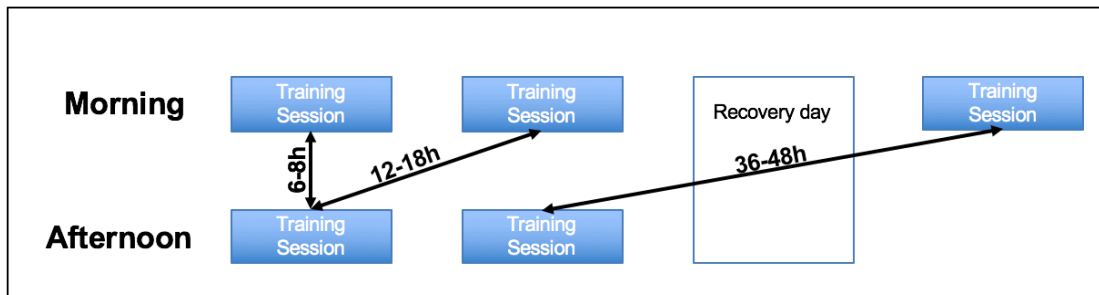 Morning
Training
Session
Training
Session
Recovery day
Training
Session
6-8h
12-18h
36-48h
Afternoon
Training
Session
Training
Session